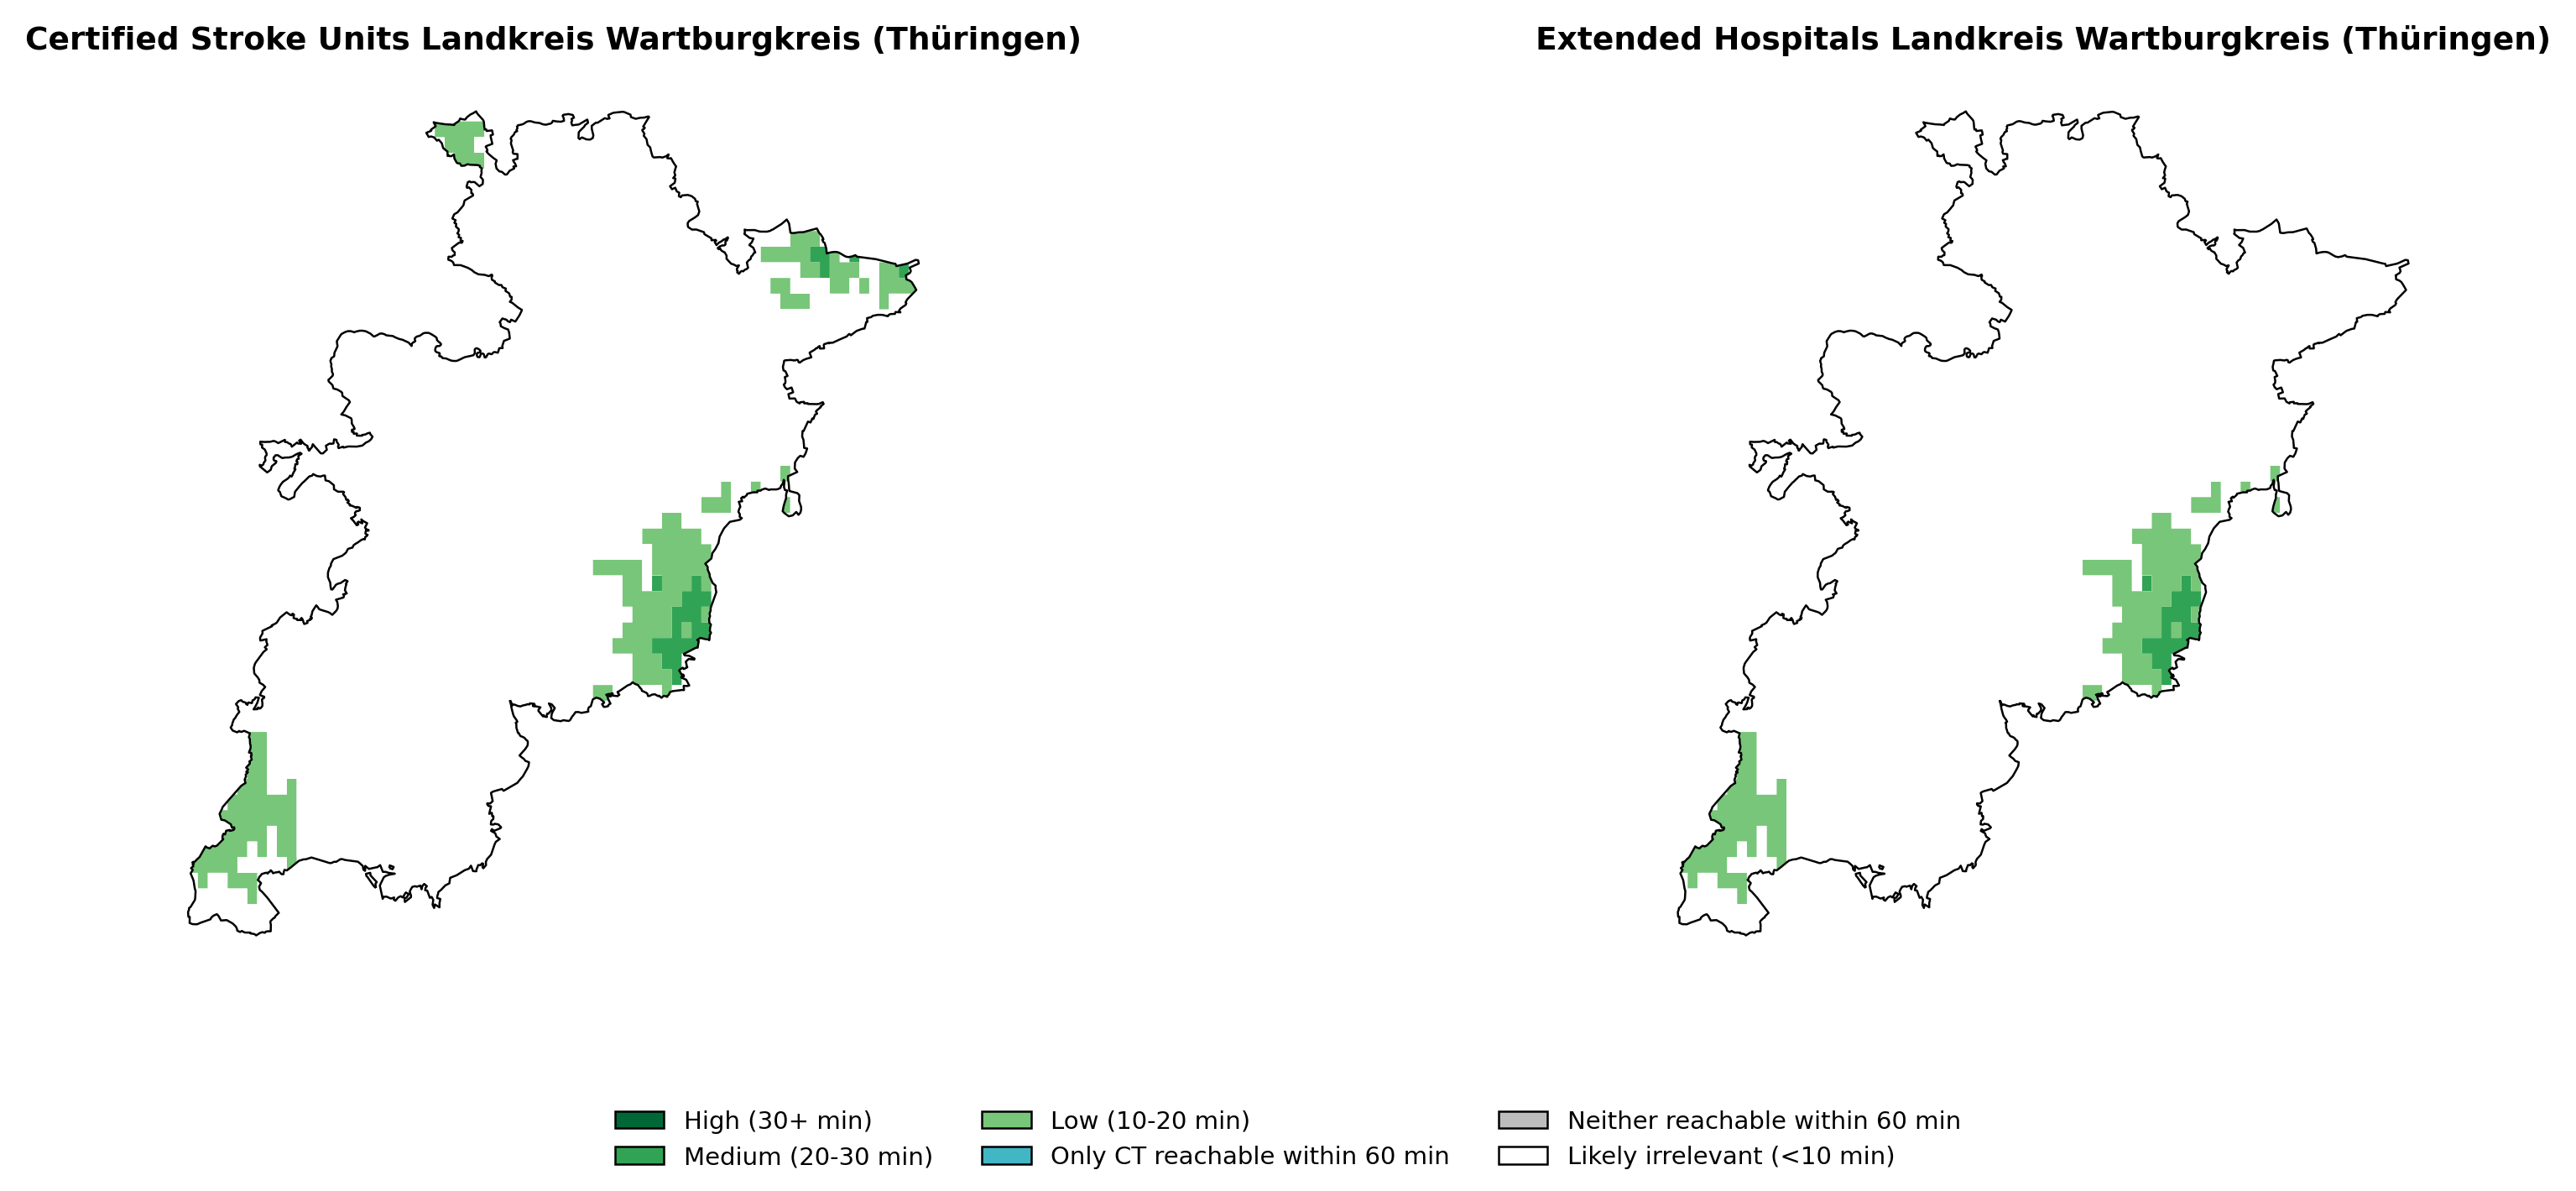 Certified Stroke Units Landkreis Wartburgkreis (Thüringen)
Extended Hospitals Landkreis Wartburgkreis (Thüringen)
High (30+ min)
Medium (20-30 min)
Low (10-20 min)
Only CT reachable within 60 min
Neither reachable within 60 min
Likely irrelevant (<10 min)